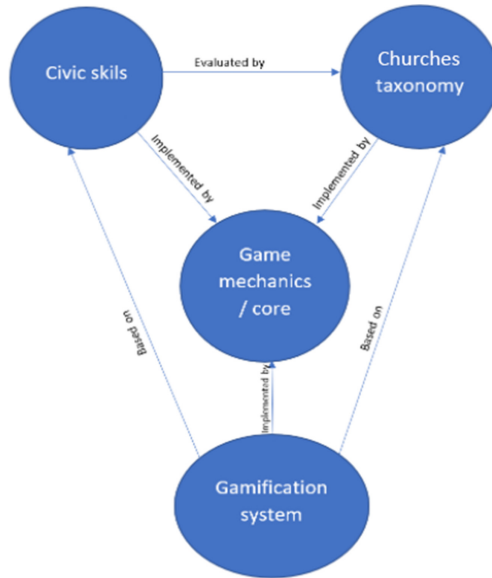 Civic skils
Evaluated by
Churches
taxonomy
Implemented by
Implemented by
Game
mechanics
/ core
Based on
Based on
Implemented by
Gamification
system